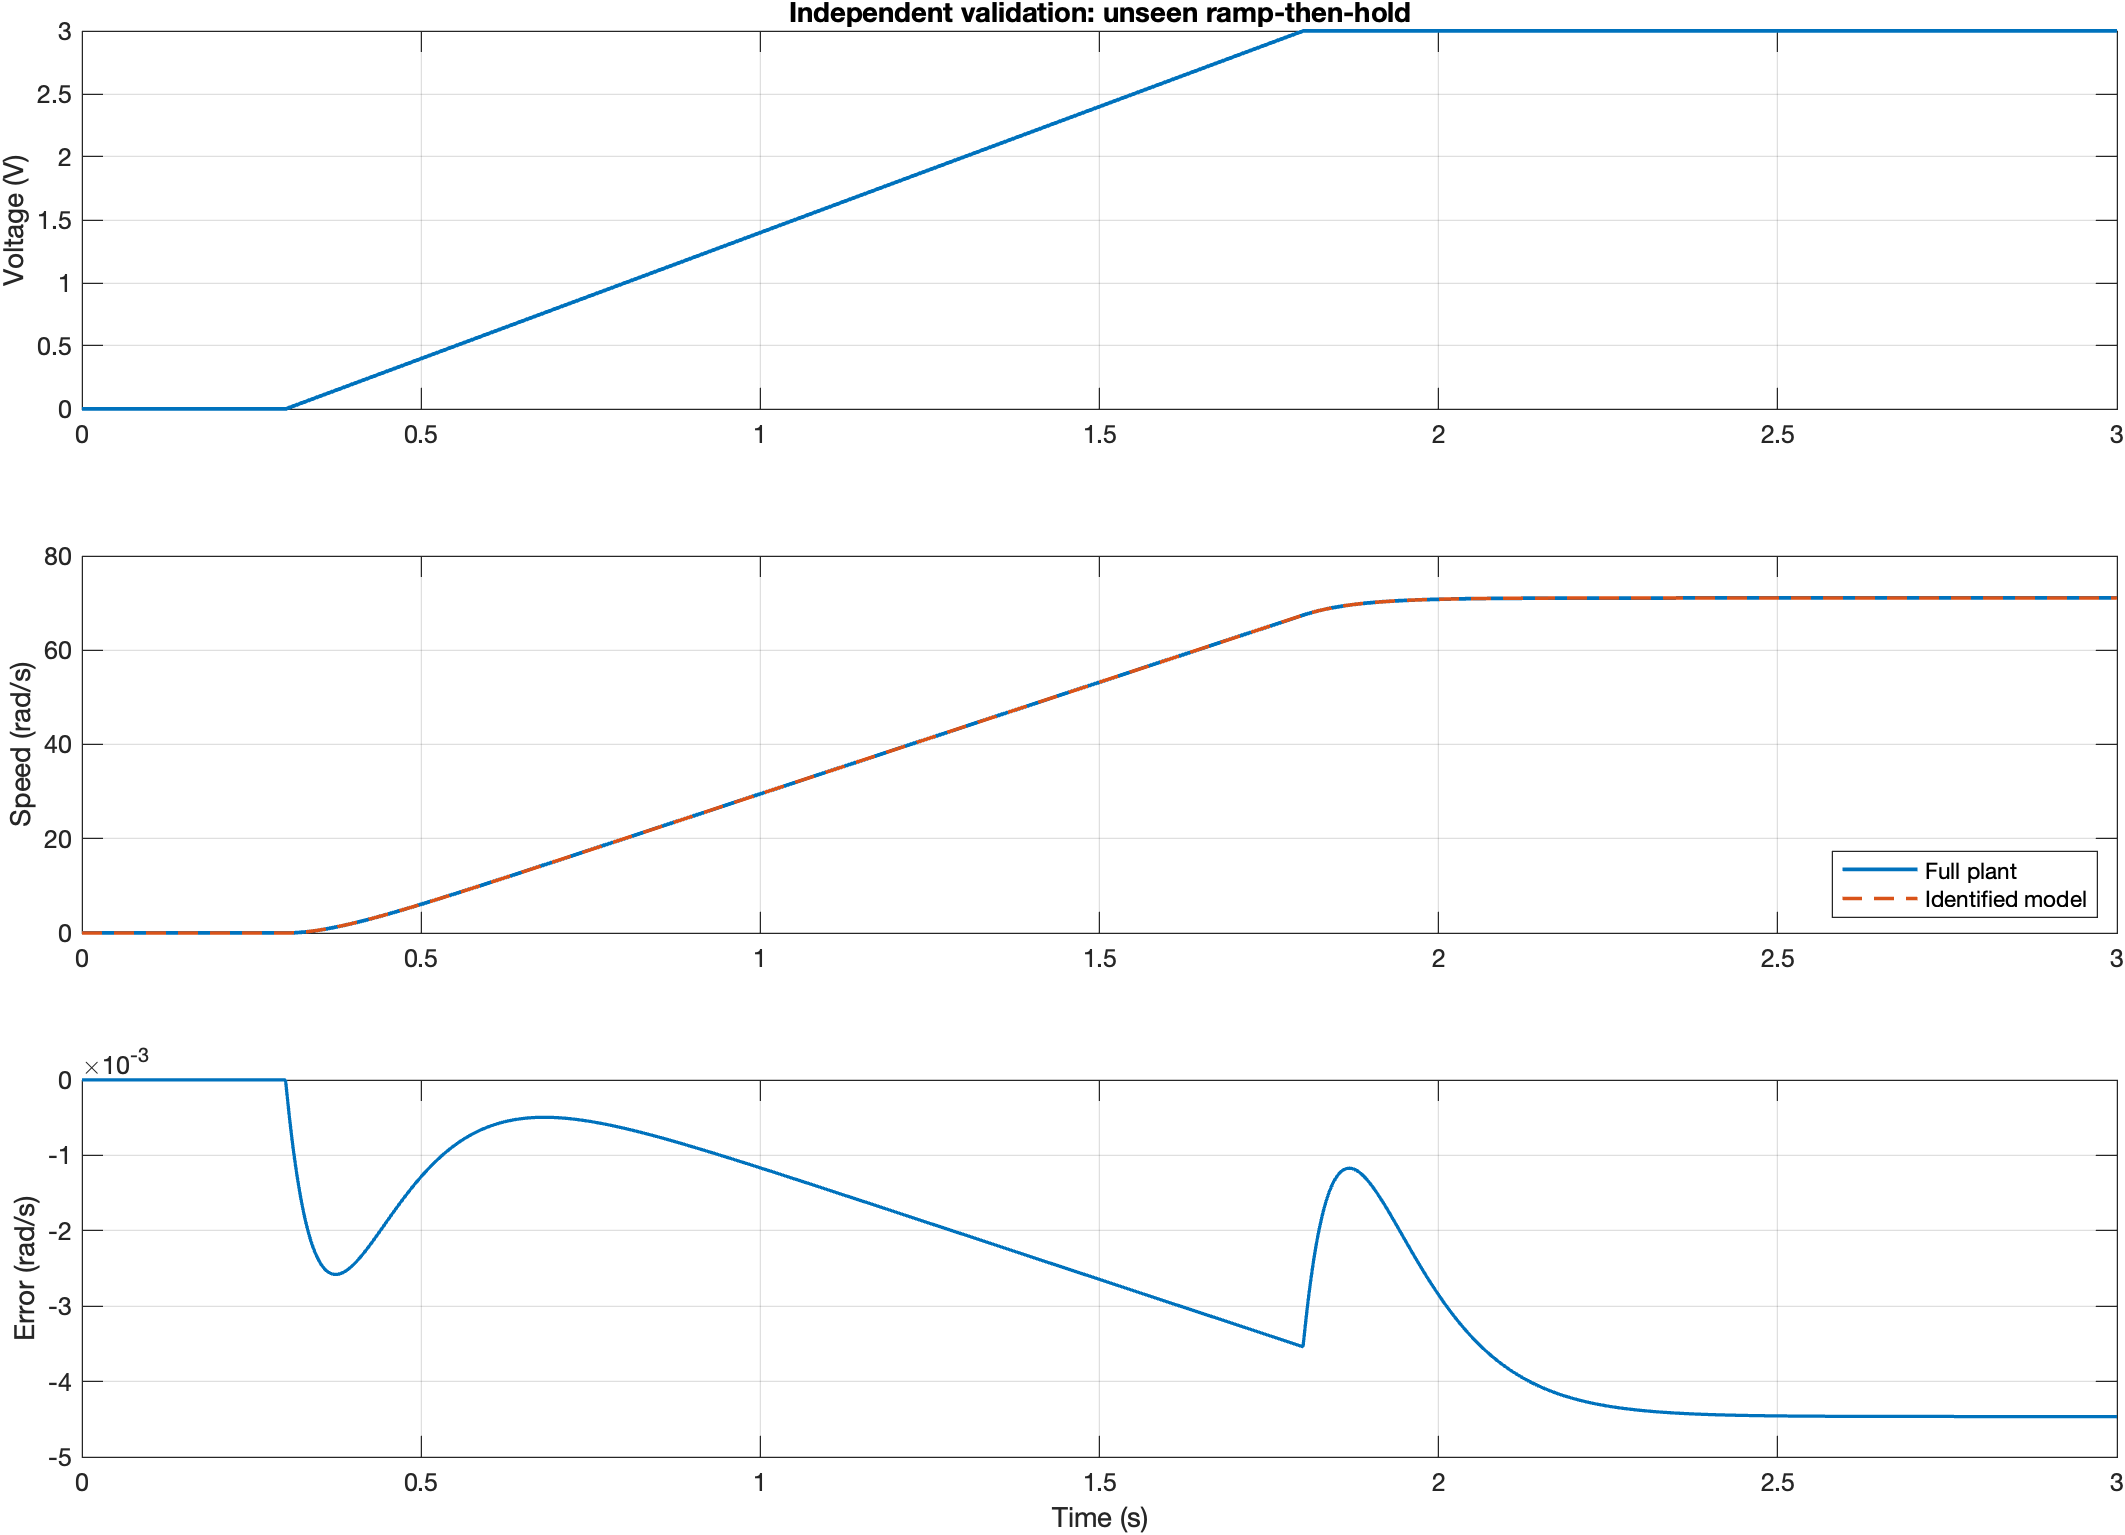 Independent validation: unseen ramp-then-hold
3
2.5
2
1.5
1
0.5
0
Voltage (V)
0 0.5 1 1.5 2 2.5 3
80
60
40
20
0
Speed (rad/s)
Full plant
Identified model
0 0.5 1 1.5 2 2.5 3
×10-3
0
-1
-2
-3
-4
-5
Error (rad/s)
0 0.5 1 1.5 2 2.5 3
Time (s)